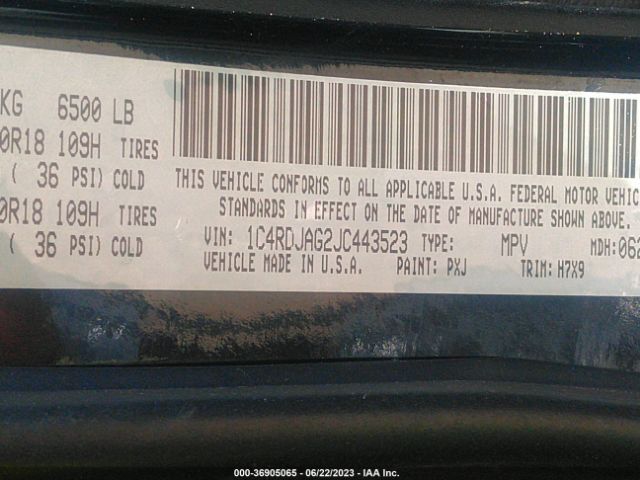 KG 6500 LB
0R18 109H TIRES
( 36 PSI) COLD
0R18 109H TIRES
( 36 PSI) COLD
THIS VEHICLE CONFORMS TO ALL APPLICABLE U.S.A. FEDERAL MOTOR VEHIC
STANDARDS IN EFFECT ON THE DATE OF MANUFACTURE SHOWN ABOVE.
VIN: 1C4RDJAG2JC443523 TYPE: MPV MDH:062
VEHICLE MADE IN U.S.A. PAINT: PXJ TRIM: H7X9
000-36905065 - 06/22/2023 - IAA Inc.